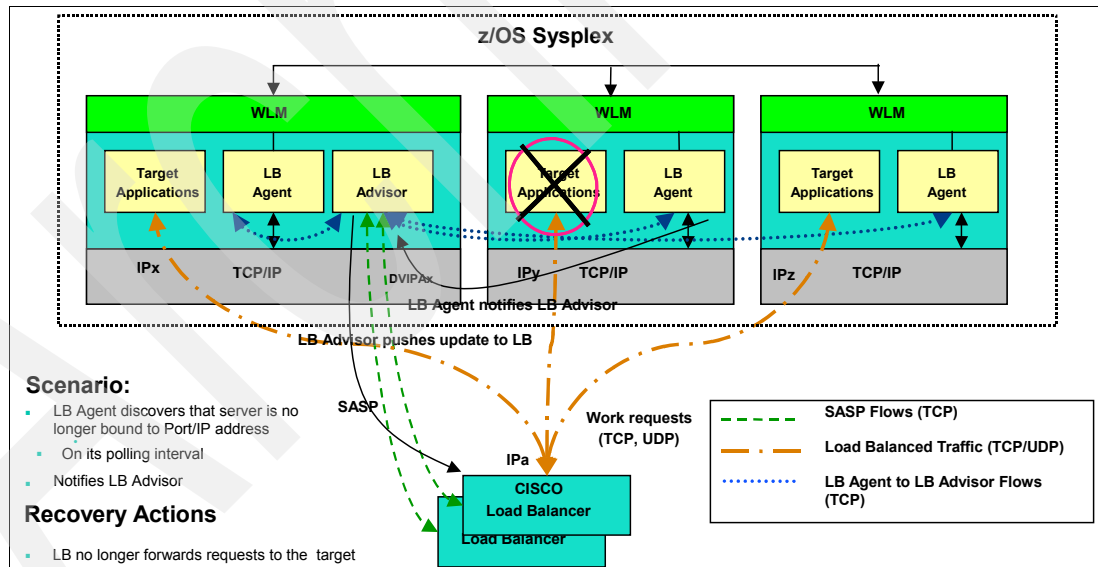 z/OS Sysplex
WLM
WLM
WLM
Target
Applications
LB
Agent
LB
Advisor
Target
Applications
LB
Agent
Target
Applications
LB
Agent
IPx
TCP/IP
DVIPAx
IPy
TCP/IP
IPz
TCP/IP
LB Agent notifies LB Advisor
LB Advisor pushes update to LB
Scenario:
LB Agent discovers that server is no
longer bound to Port/IP address
On its polling interval
Notifies LB Advisor
Recovery Actions
LB no longer forwards requests to the target
SASP
Work requests
(TCP, UDP)
IPa
CISCO
Load Balancer
Load Balancer
SASP Flows (TCP)
Load Balanced Traffic (TCP/UDP)
LB Agent to LB Advisor Flows
(TCP)